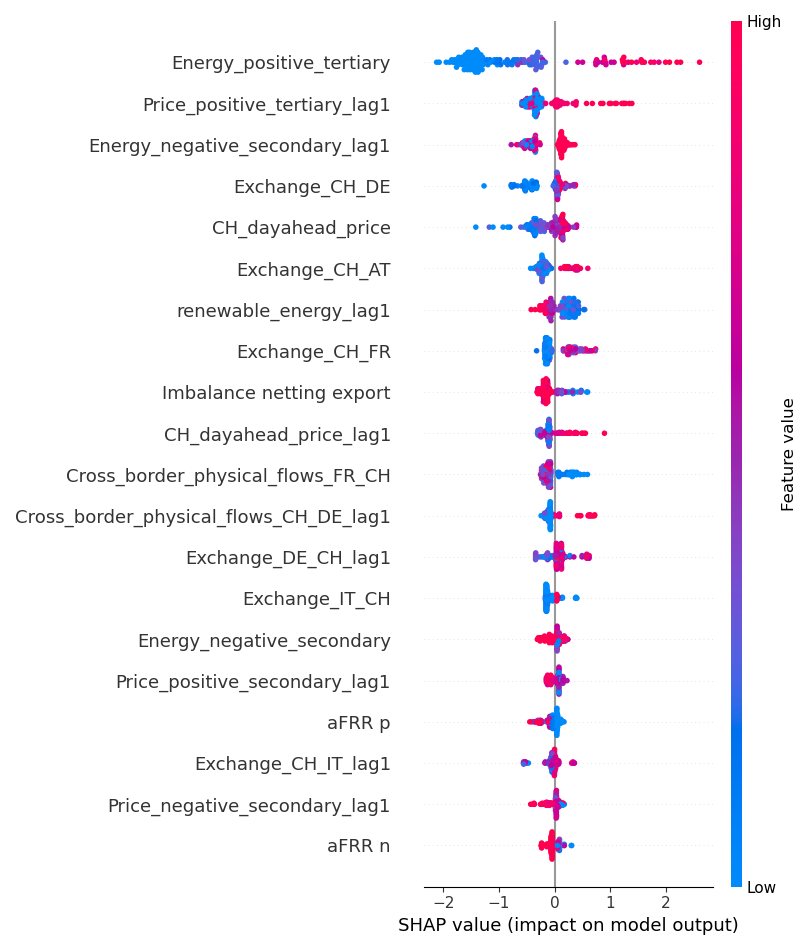 High
Energy_positive_tertiary
Price_positive_tertiary_lag1
Energy_negative_secondary_lag1
Exchange_CH_DE
CH_dayahead_price
Exchange_CH_AT
renewable_energy_lag1
Exchange_CH_FR
Imbalance netting export
CH_dayahead_price_lag1
Cross_border_physical_flows_FR_CH
Cross_border_physical_flows_CH_DE_lag1
Exchange_DE_CH_lag1
Exchange_IT_CH
Energy_negative_secondary
Price_positive_secondary_lag1
aFRR p
Exchange_CH_IT_lag1
Price_negative_secondary_lag1
aFRR n
Feature value
Low
−2 −1 0 1 2
SHAP value (impact on model output)